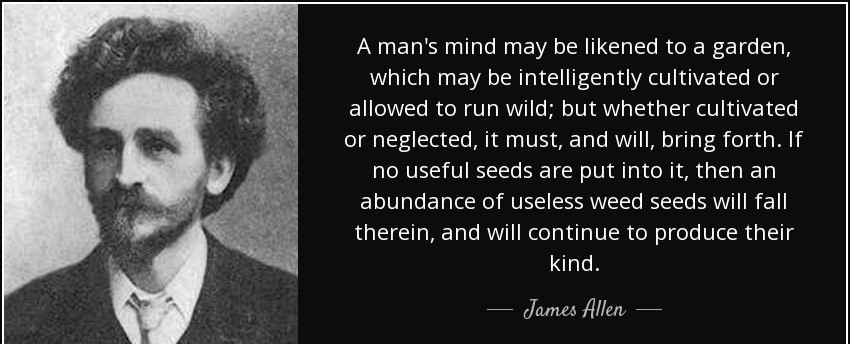 A man's mind may be likened to a garden,
which may be intelligently cultivated or
allowed to run wild; but whether cultivated
or neglected, it must, and will, bring forth. If
no useful seeds are put into it, then an
abundance of useless weed seeds will fall
therein, and will continue to produce their
kind.
James Allen